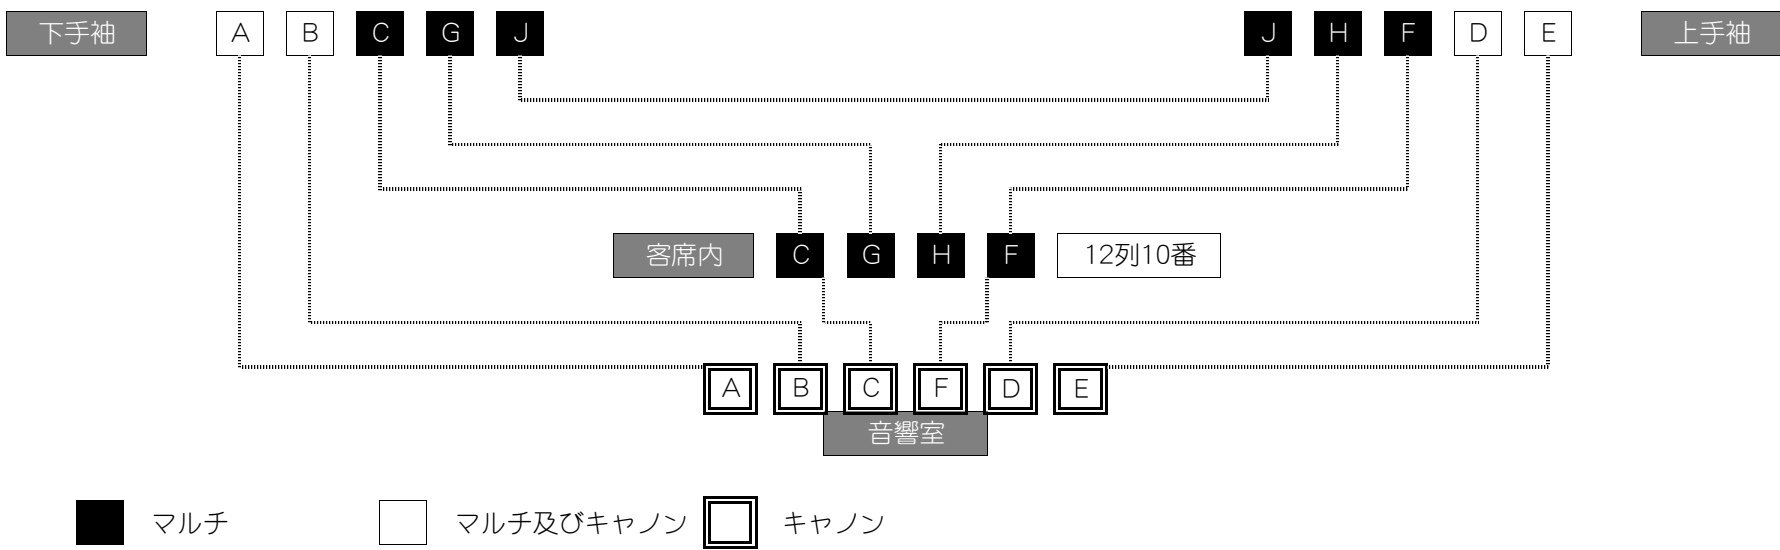 下手袖 A B C G J J H F D E 上手袖
客席内 C G H F 12列10番
A B C F D E
音響室
マルチ マルチ及びキャノン キャノン